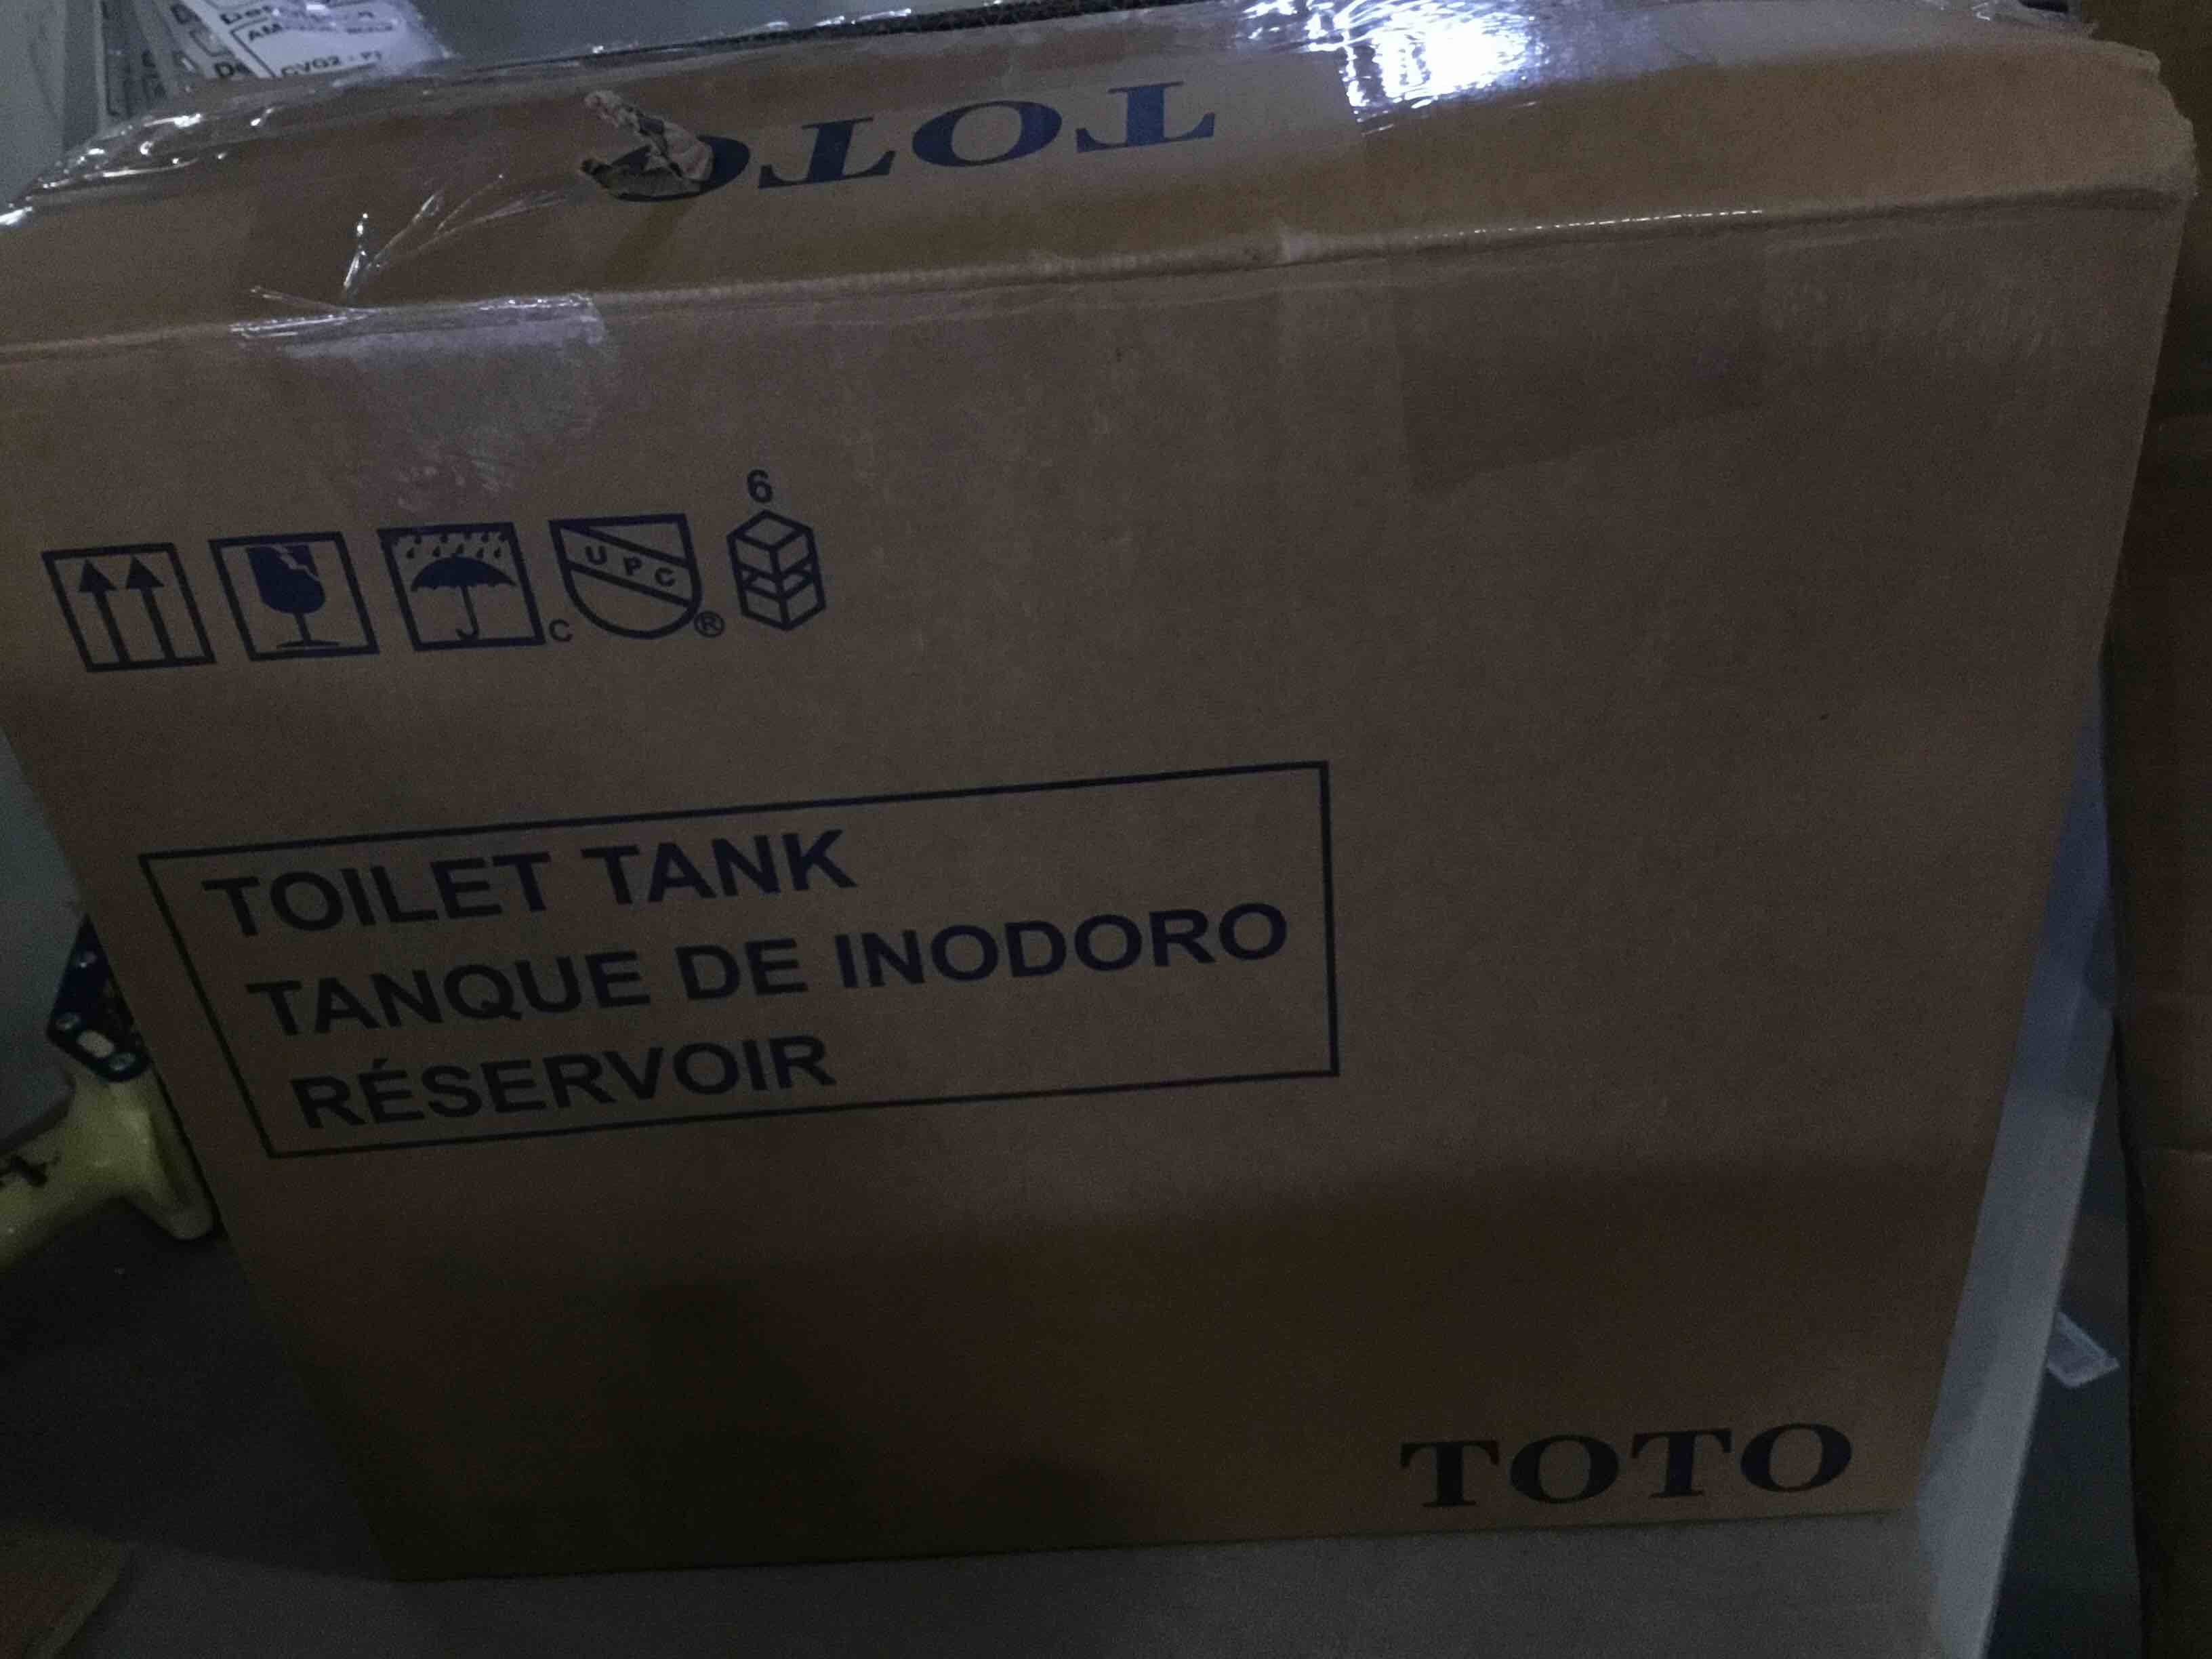 TOTO
6
UPC
C ®
TOILET TANK
TANQUE DE INODORO
RÉSERVOIR
TOTO